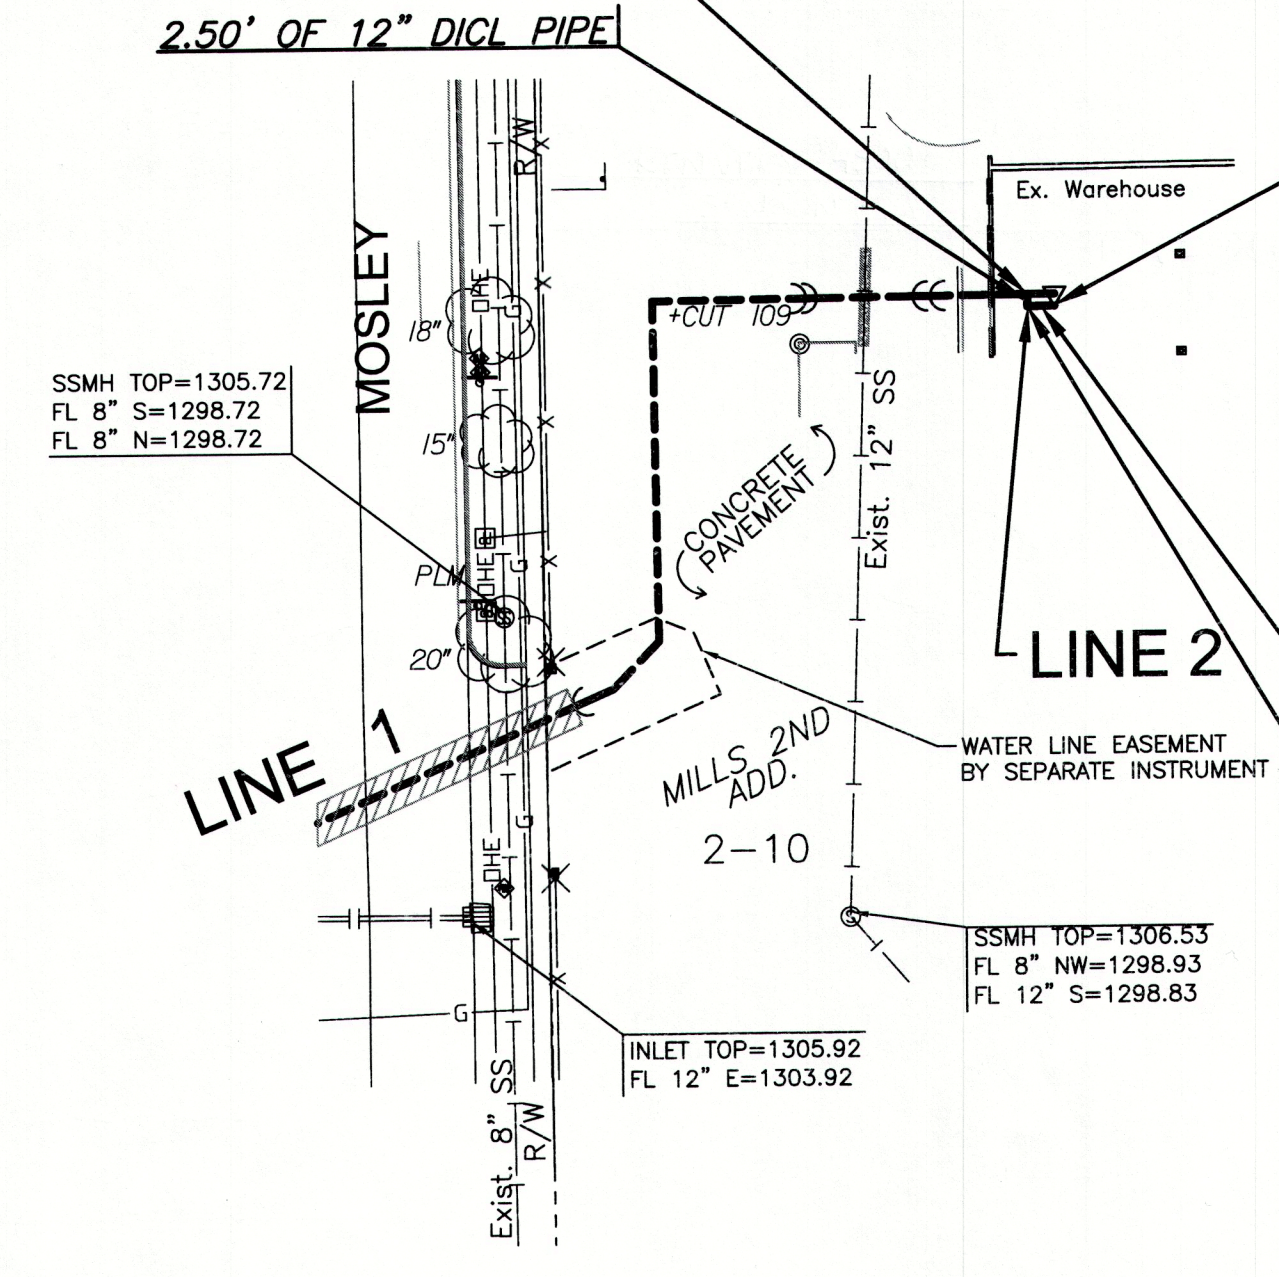 2.50' OF 12" DICL PIPE
R/W
X
Ex. Warehouse
MOSLEY
OHE
X
G
18"
+CUT 109
SSMH TOP=1305.72
FL 8" S=1298.72
FL 8" N=1298.72
X
15"
Exist. 12" SS
CONCRETE
PAVEMENT
OHE
G
X
PLM
20"
X
LINE 2
LINE 1
WATER LINE EASEMENT
BY SEPARATE INSTRUMENT
MILLS 2ND
ADD.
2-10
G
OHE
SSMH TOP=1306.53
FL 8" NW=1298.93
FL 12" S=1298.83
X
G
INLET TOP=1305.92
FL 12" E=1303.92
Exist. 8" SS
R/W